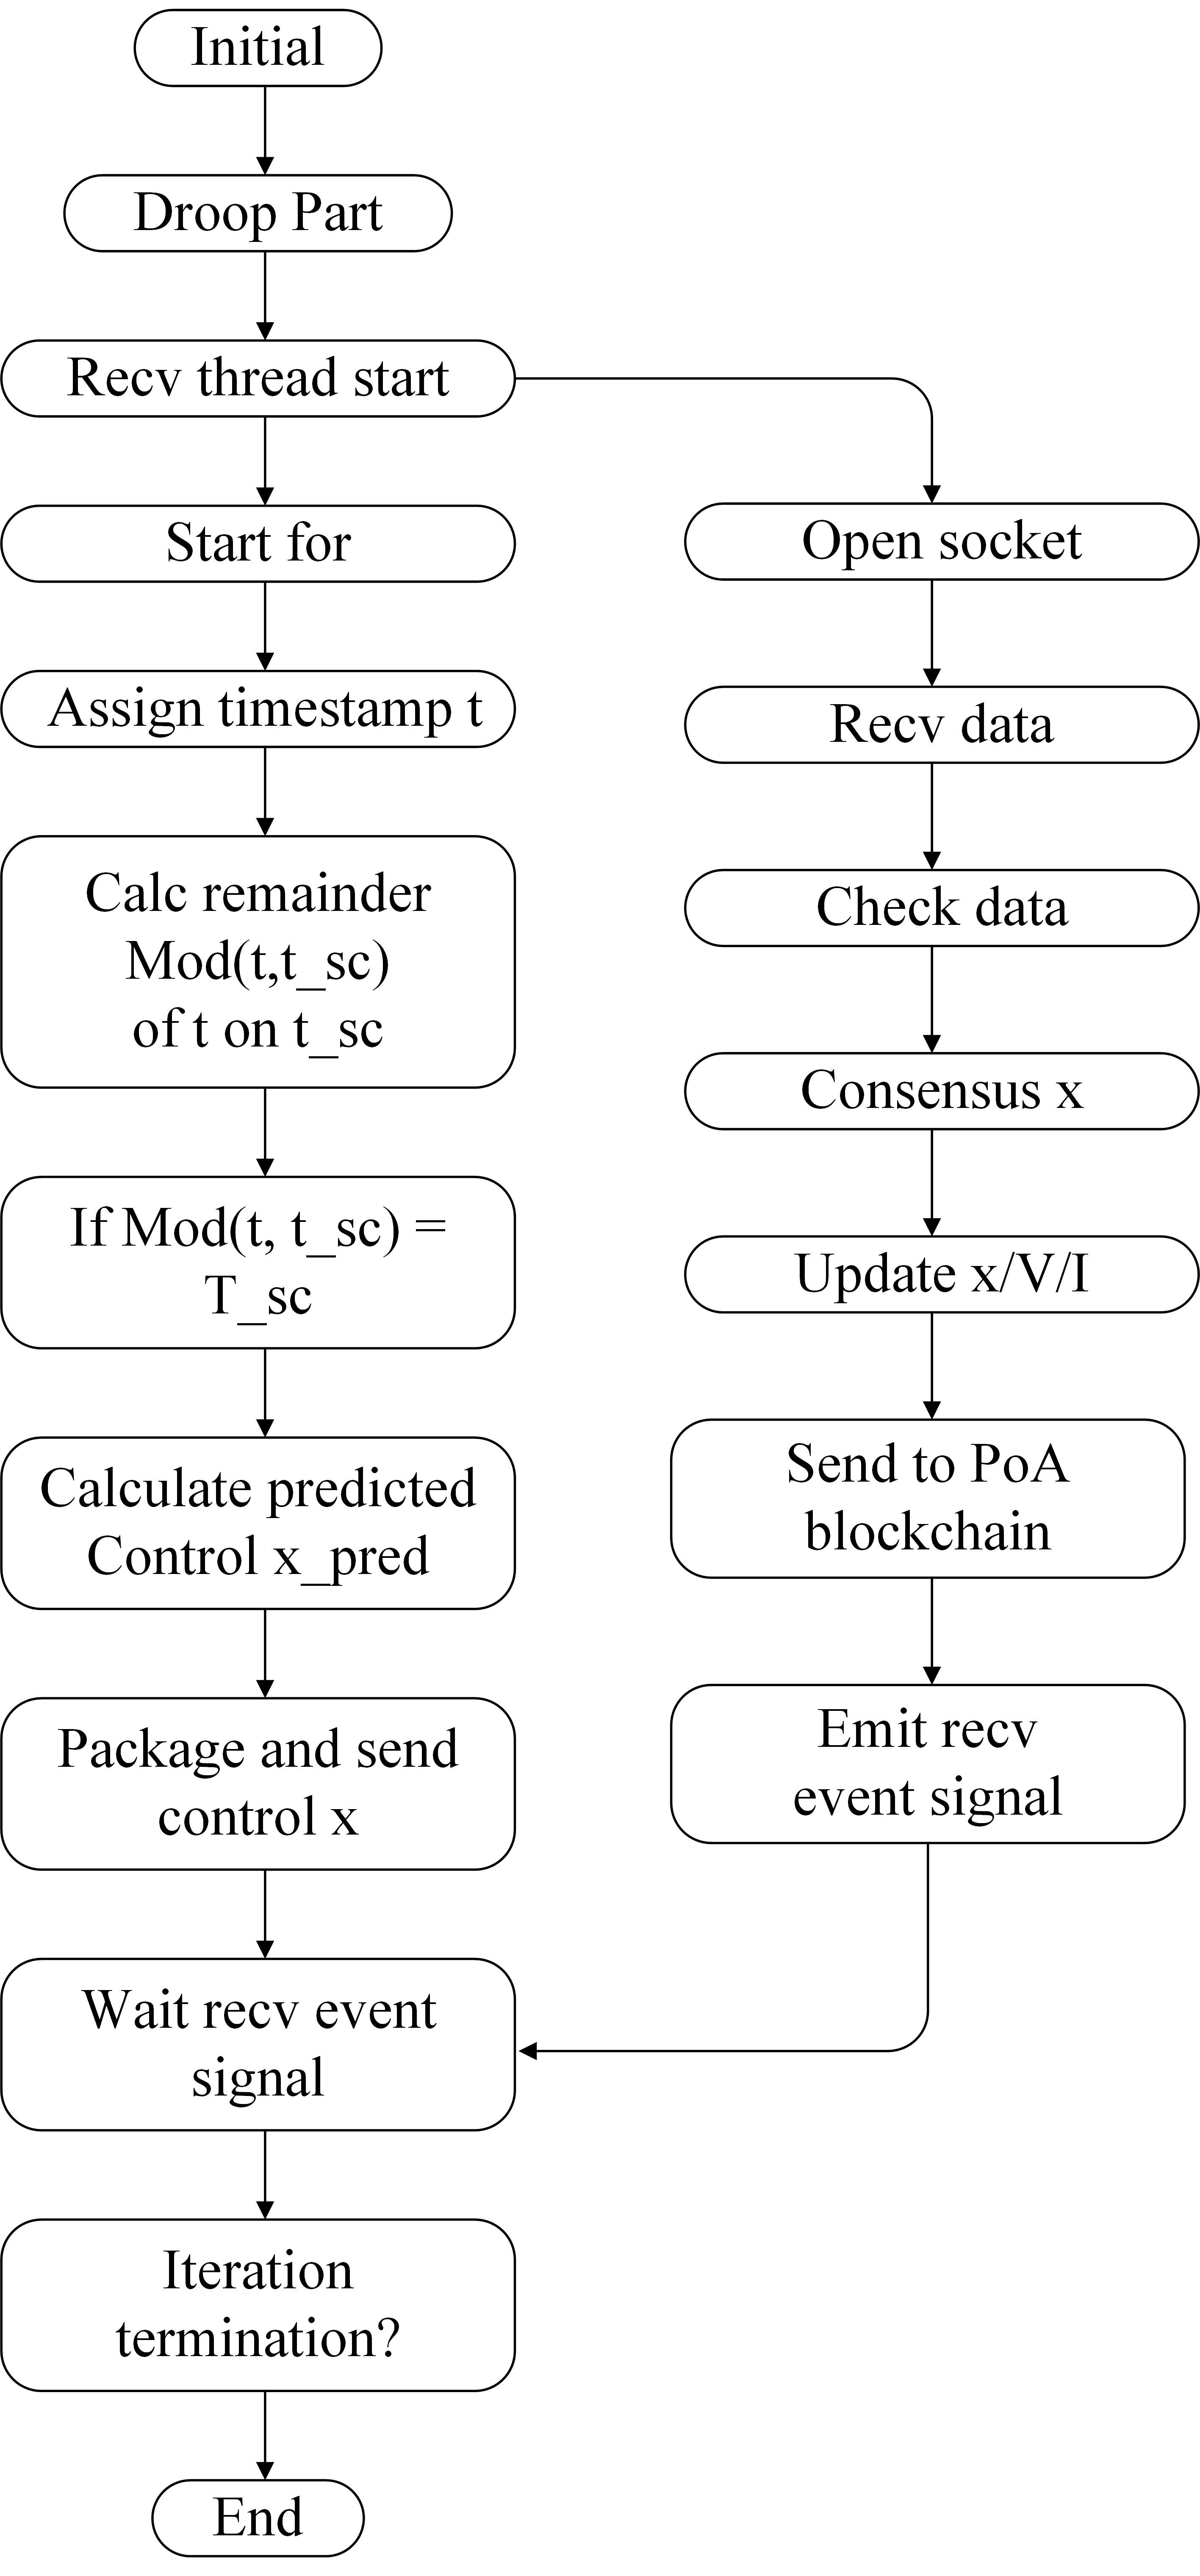 Initial
Droop Part
Recv thread start
Start for
Assign timestamp t
Calc remainder
Mod(t,t_sc)
of t on t_sc
If Mod(t, t_sc) =
T_sc
Calculate predicted
Control x_pred
Package and send
control x
Wait recv event
signal
Iteration
termination?
End
Open socket
Recv data
Check data
Consensus x
Update x/V/I
Send to PoA
blockchain
Emit recv
event signal